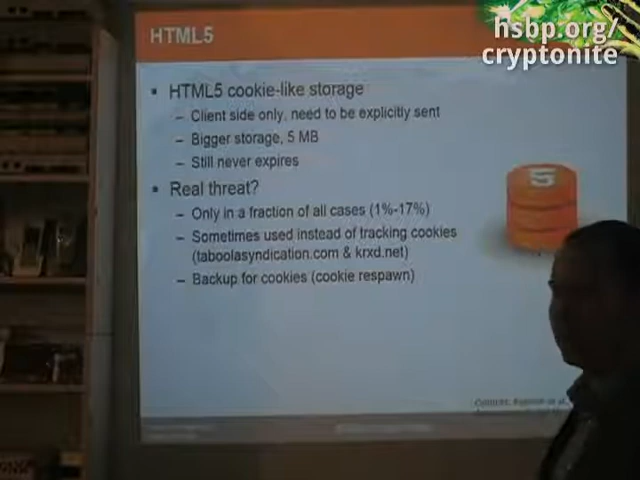 hsbp.org/
cryptonite
HTML5
HTML5 cookie-like storage
– Client side only, need to be explicitly sent
– Bigger storage, 5 MB
– Still never expires
Real threat?
– Only in a fraction of all cases (1%-17%)
– Sometimes used instead of tracking cookies
(taboolasyndication.com & krxd.net)
– Backup for cookies (cookie respawn)
5